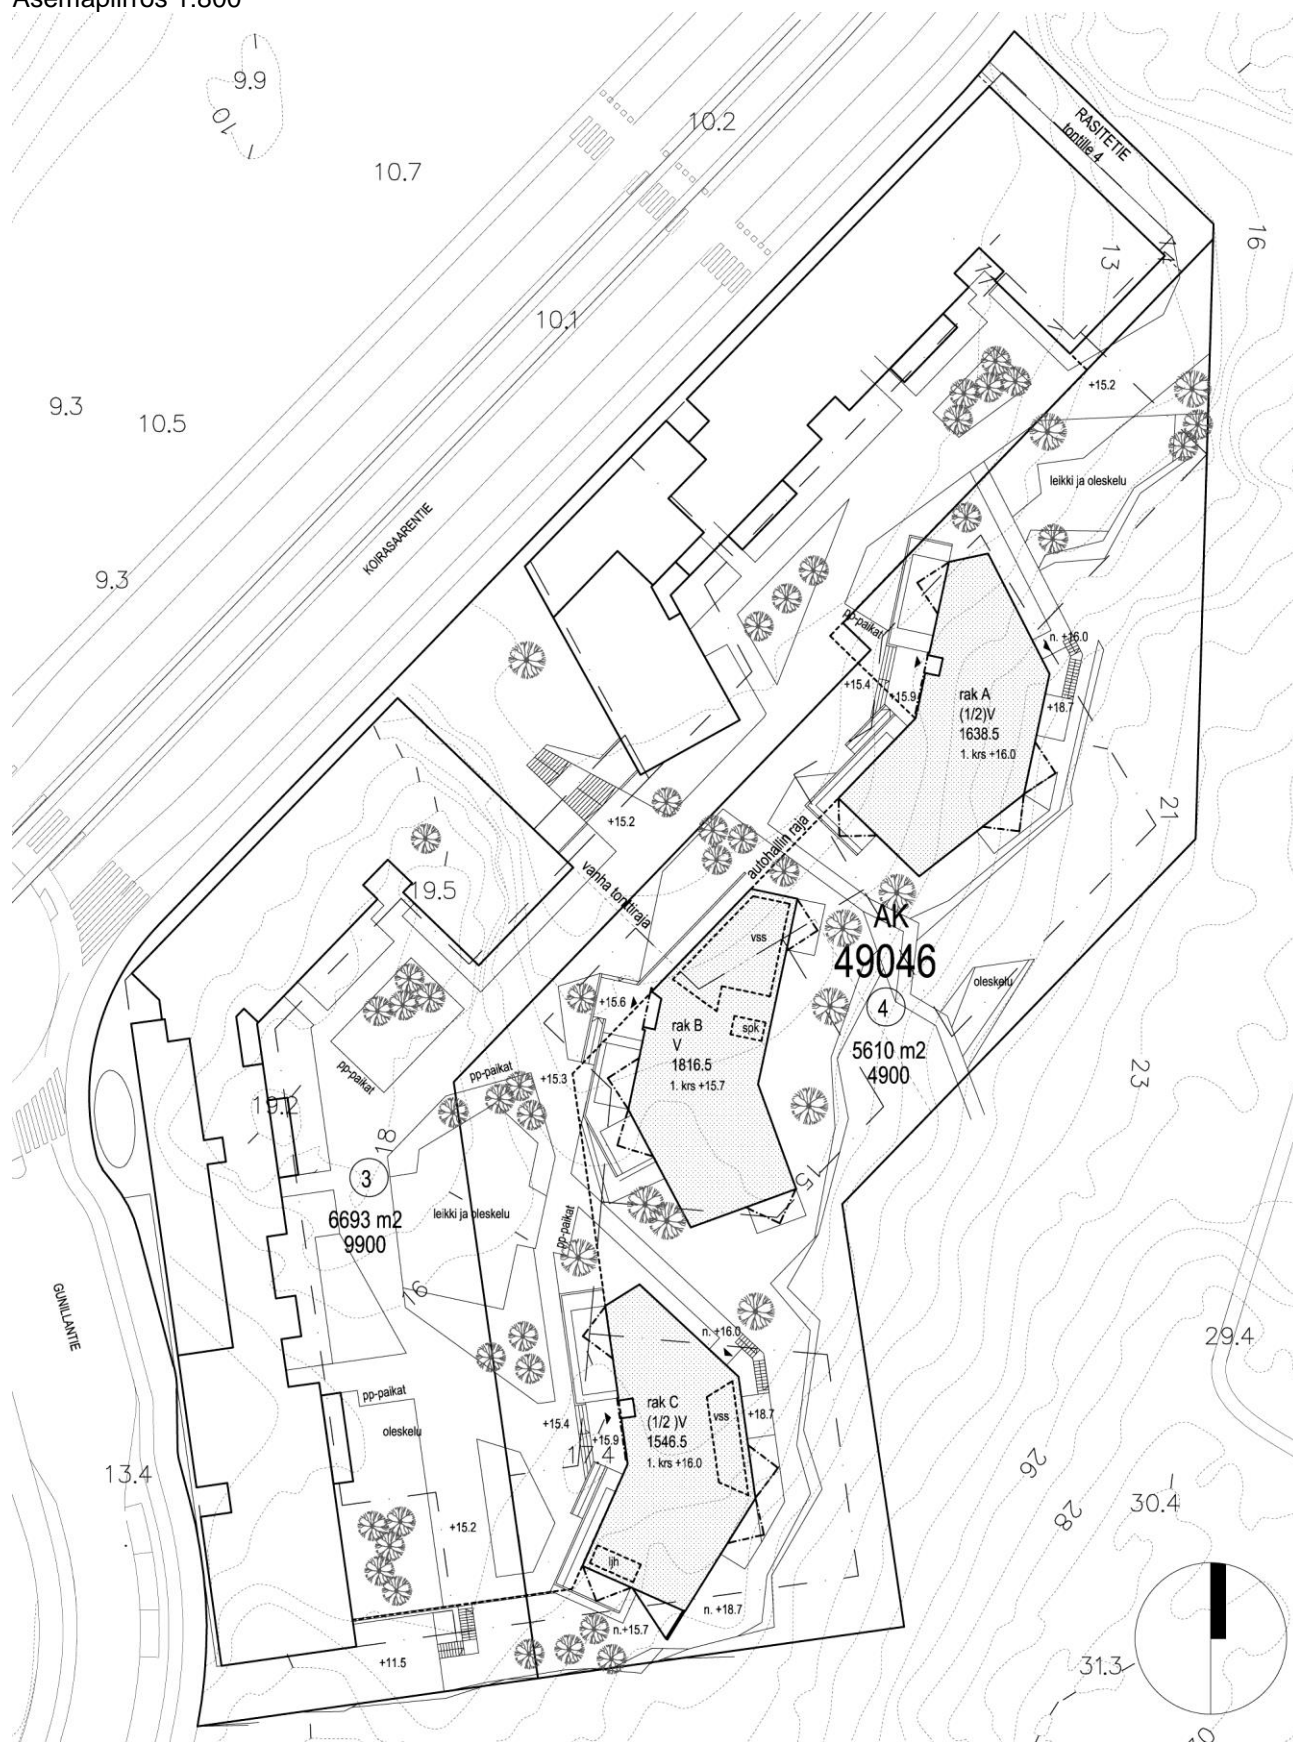 Asemapiirros 1:800
9.9
10
10.2
10.7
RASITETIE
tontille 4
16
14
13
10.1
17
+15.2
9.3
10.5
leikki ja oleskelu
KOIRASAARENTIE
9.3
pp-paikat
n. +16.0
+15.4
+15.9
+18.7
rak A
(1/2)V
1638.5
1. krs +16.0
21
+15.2
autohallin raja
vanha tonttiraja
19.5
AK
49046
4
5610 m2
4900
vss
oleskelu
+15.6
rak B
V
1816.5
1. krs +15.7
spk
+15.3
pp-paikat
pp-paikat
23
19.2
18
3
6693 m2
9900
leikki ja oleskelu
15
pp-paikat
16
GUNILLANTIE
n. +16.0
29.4
pp-paikat
oleskelu
rak C
(1/2 )V
1546.5
1. krs +16.0
vss
+18.7
+15.4
+15.9
14
13.4
26
28
30.4
+15.2
ljh
n. +18.7
n.+15.7
+11.5
31.3